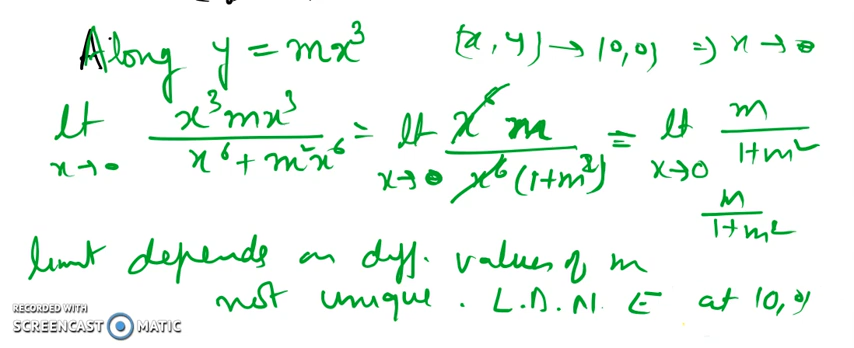 Along y = mx³ (x, y) → (0,0) ⇒ x → 0
lt x→0 x³mx³ / x⁶ + m²x⁶ = lt x→0 x⁶ m / x⁶ (1+m²) = lt x→0 m / 1+m²
m / 1+m²
limit depends on diff. values of m
not unique. L.D.N.E at (0,0)
RECORDED WITH
SCREENCAST MATIC